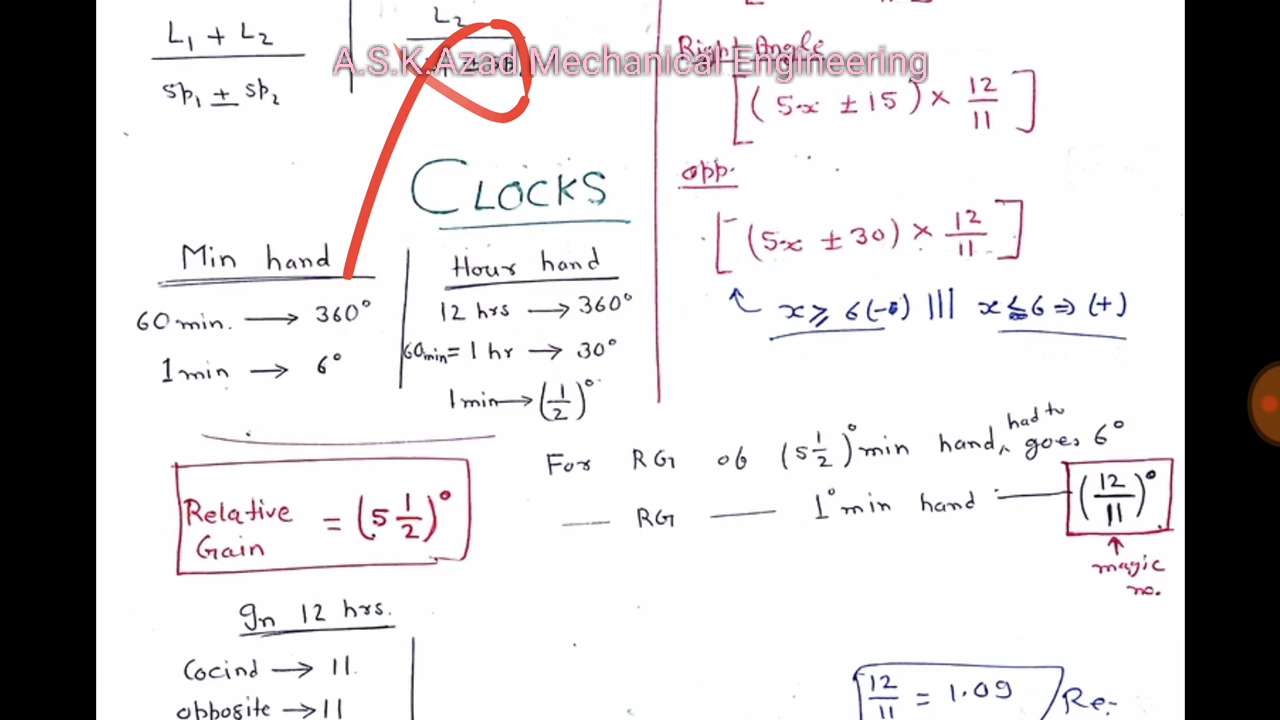 L₁ + L₂
sp₁ ± sp₂
L₂
A.S.K.Azad Mechanical Engineering
CLOCKS
Min hand
60 min. → 360°
1 min → 6°
Hour hand
12 hrs → 360°
60min = 1 hr → 30°
1 min → (1/2)°
Right Angle
[(5x ± 15) × 12/11]
opp.
[(5x ± 30) × 12/11]
x ≥ 6 (-) ||| x ≤ 6 ⇒ (+)
Relative Gain = (5 1/2)°
For RG of (5 1/2)° min hand had to goes 6°
RG 1° min hand (12/11)°
magic no.
In 12 hrs.
Cocind → 11.
opposite → 11
12/11 = 1.09 Re-